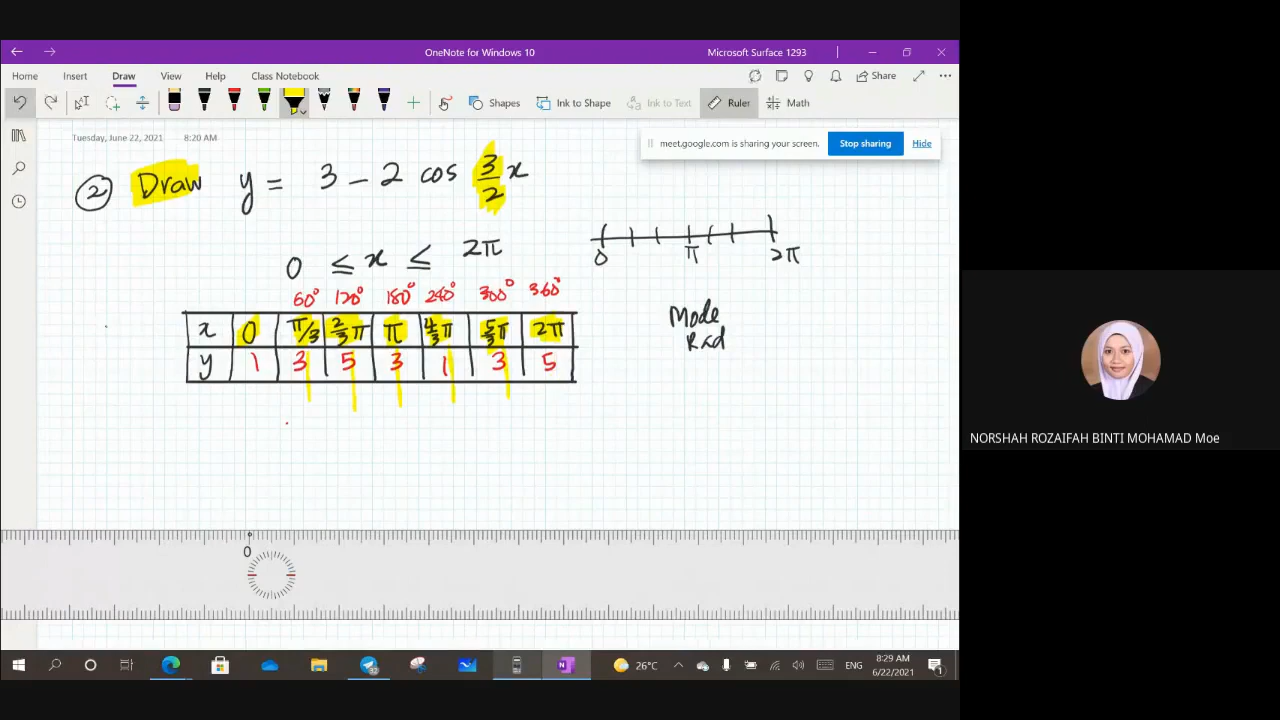 OneNote for Windows 10
Microsoft Surface 1293
Home Insert Draw View Help Class Notebook
Share
Shapes Ink to Shape Ink to Text Ruler Math
Tuesday, June 22, 2021 8:20 AM
meet.google.com is sharing your screen. Stop sharing Hide
② Draw y = 3 - 2 cos 3/2 x
0 ≤ x ≤ 2π
0 π 2π
60° 120° 180° 240° 300° 360°
x 0 π/3 2/3π π 4/3π 5/3π 2π
y 1 3 5 3 1 3 5
Mode
Rad
NORSHAH ROZAIFAH BINTI MOHAMAD Moe
0
26°C ENG 8:29 AM
6/22/2021
1